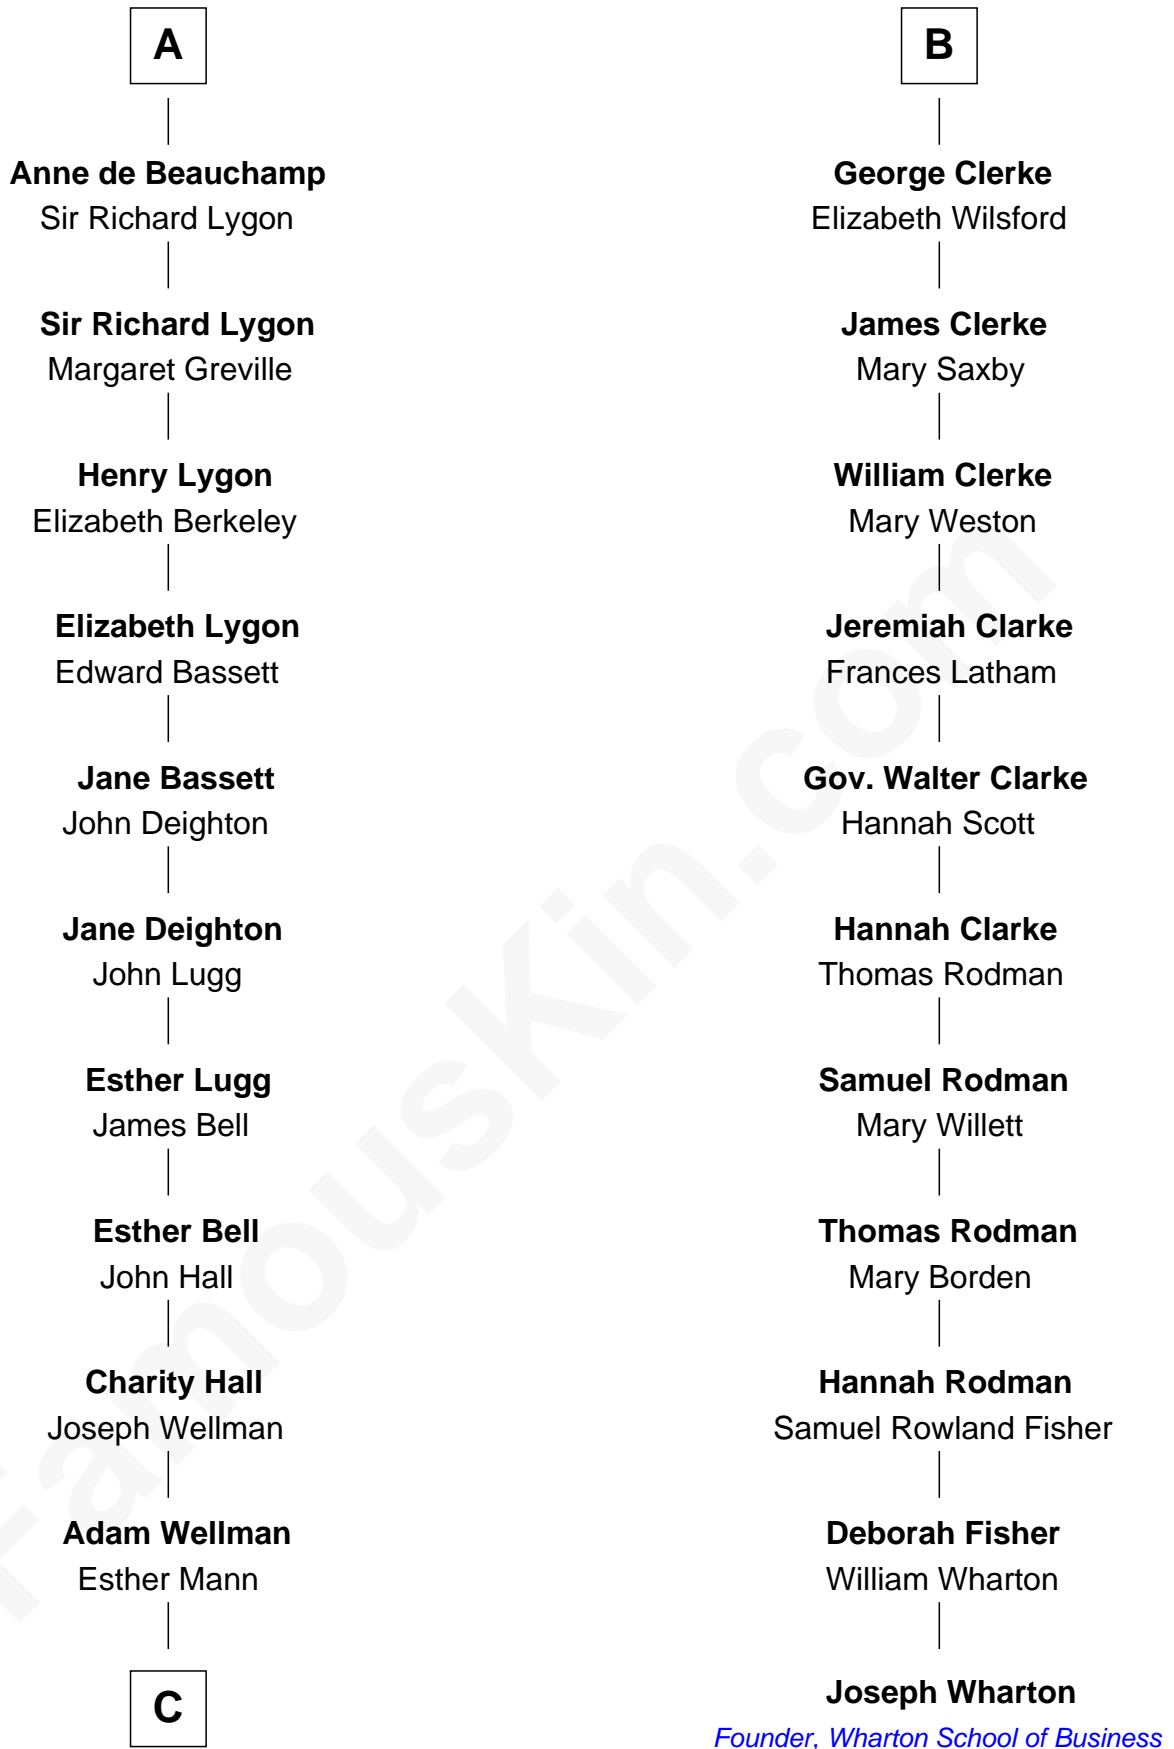 A
Anne de Beauchamp
Sir Richard Lygon
Sir Richard Lygon
Margaret Greville
Henry Lygon
Elizabeth Berkeley
Elizabeth Lygon
Edward Bassett
Jane Bassett
John Deighton
Jane Deighton
John Lugg
Esther Lugg
James Bell
Esther Bell
John Hall
Charity Hall
Joseph Wellman
Adam Wellman
Esther Mann
C
B
George Clerke
Elizabeth Wilsford
James Clerke
Mary Saxby
William Clerke
Mary Weston
Jeremiah Clarke
Frances Latham
Gov. Walter Clarke
Hannah Scott
Hannah Clarke
Thomas Rodman
Samuel Rodman
Mary Willett
Thomas Rodman
Mary Borden
Hannah Rodman
Samuel Rowland Fisher
Deborah Fisher
William Wharton
Joseph Wharton
Founder, Wharton School of Business
FamousKin.com